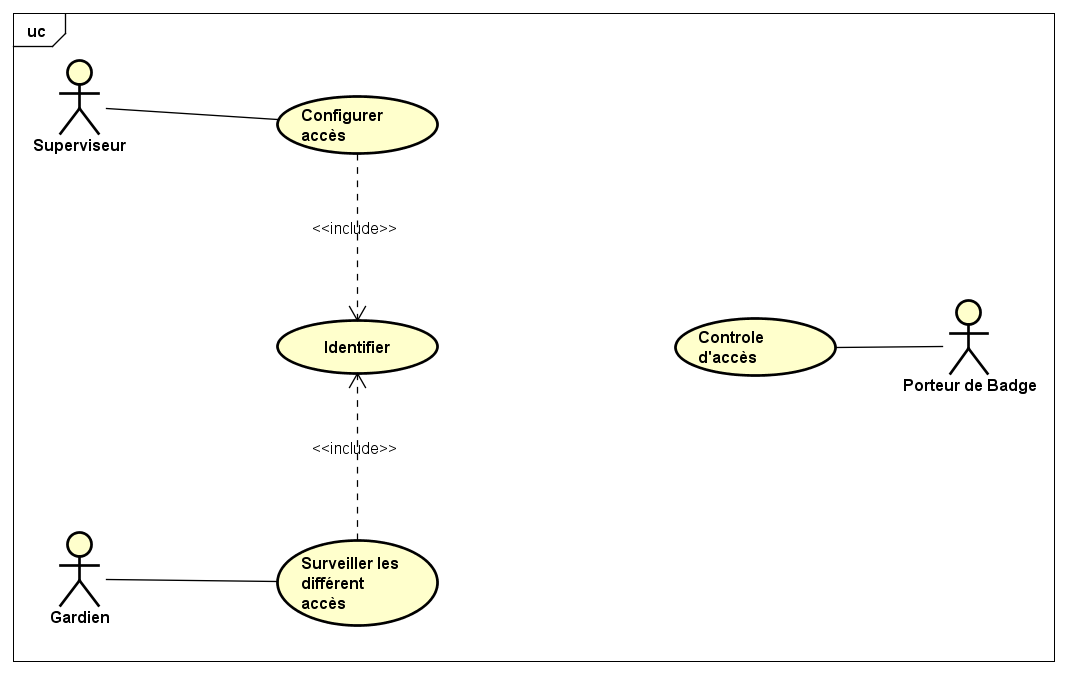 uc
Superviseur
Configurer
accès
<<include>>
Identifier
Controle
d'accès
Porteur de Badge
<<include>>
Gardien
Surveiller les
différent
accès